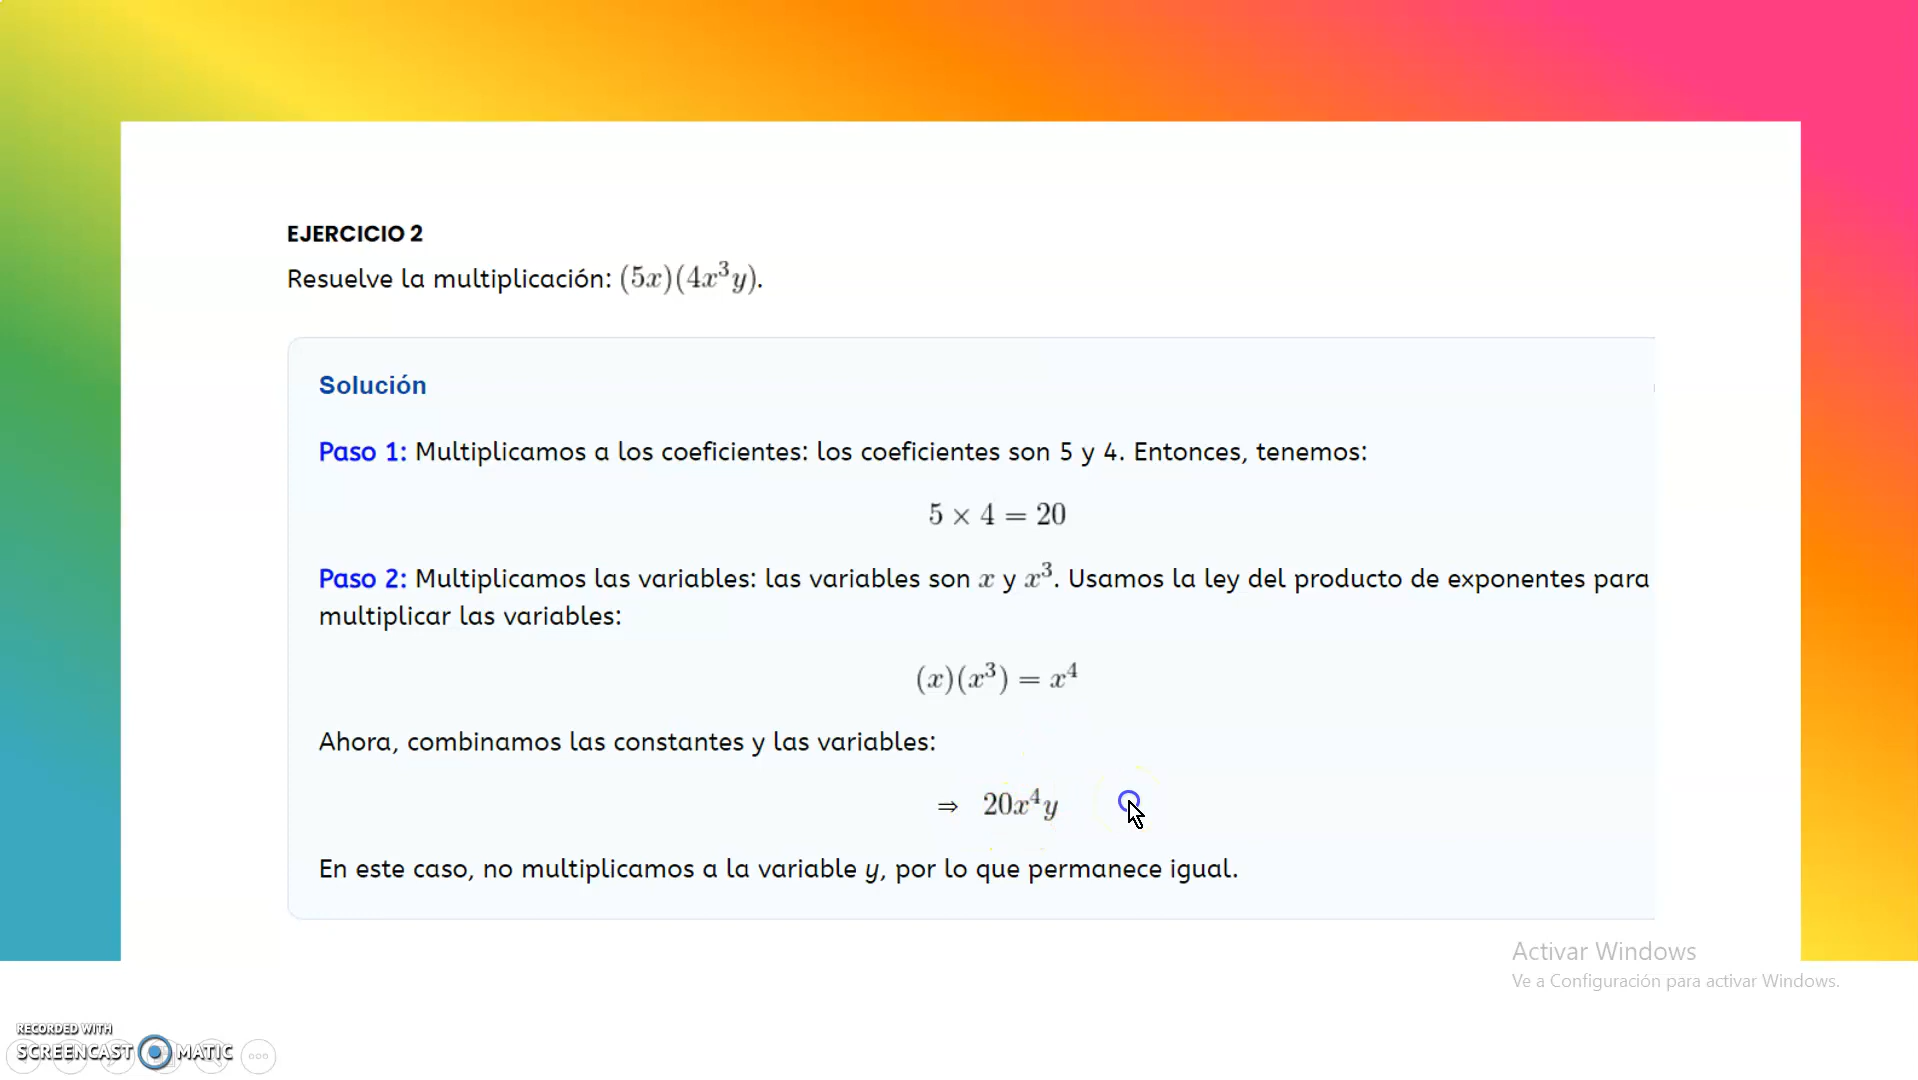 EJERCICIO 2
Resuelve la multiplicación: (5x)(4x³y).
Solución
Paso 1: Multiplicamos a los coeficientes: los coeficientes son 5 y 4. Entonces, tenemos:
5 × 4 = 20
Paso 2: Multiplicamos las variables: las variables son x y x³. Usamos la ley del producto de exponentes para
multiplicar las variables:
(x)(x³) = x⁴
Ahora, combinamos las constantes y las variables:
⇒ 20x⁴y
En este caso, no multiplicamos a la variable y, por lo que permanece igual.
Activar Windows
Ve a Configuración para activar Windows.
RECORDED WITH
SCREENCAST MATIC